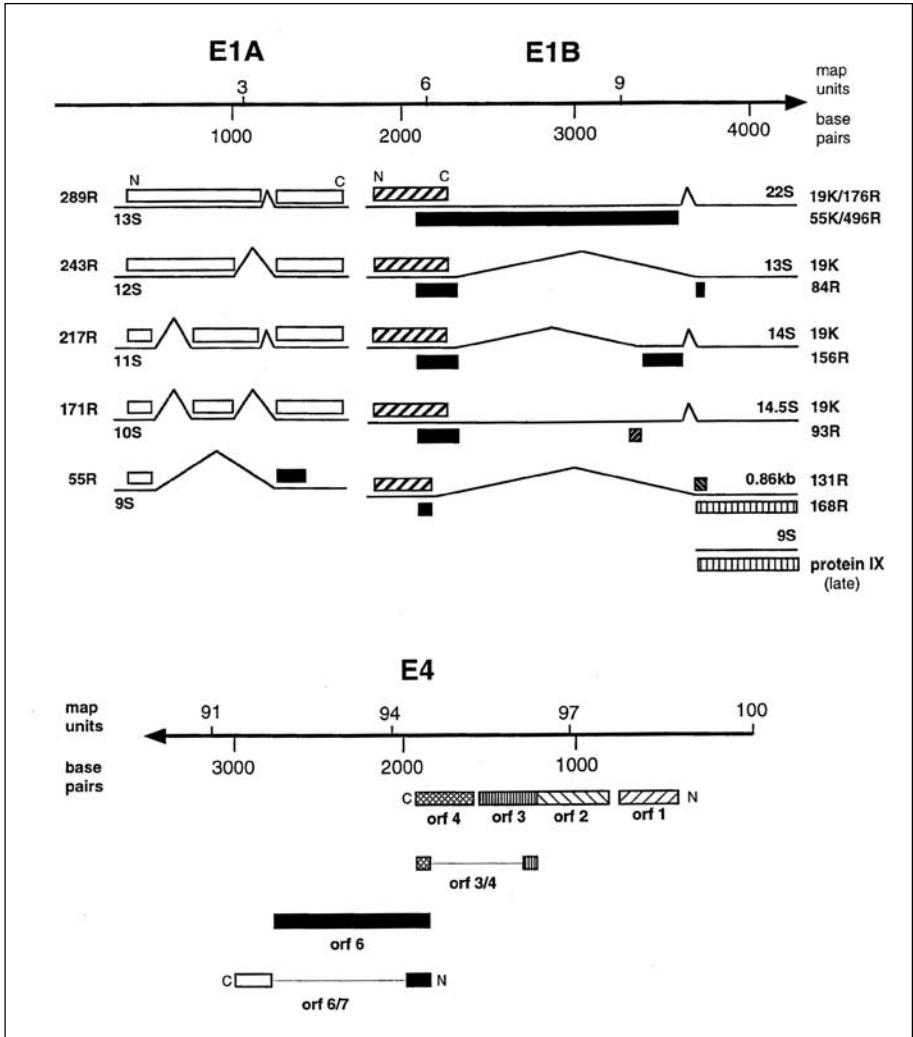 E1A E1B
3 6 9 map units
1000 2000 3000 4000 base pairs
N C N C
289R 13S 22S 19K/176R
55K/496R
243R 12S 13S 19K
84R
217R 11S 14S 19K
156R
171R 10S 14.5S 19K
93R
55R 9S 0.86kb 131R
168R
9S
protein IX
(late)
E4
map units 91 94 97 100
base pairs 3000 2000 1000
C orf 4 orf 3 orf 2 orf 1 N
orf 3/4
orf 6
C N
orf 6/7